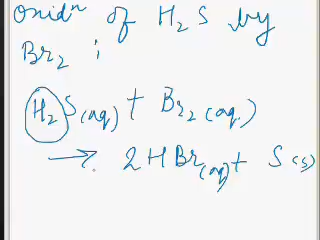 Oxidⁿ of H₂S by
Br₂ :
H₂S(aq) + Br₂(aq)
→ 2HBr(aq) + S(s)